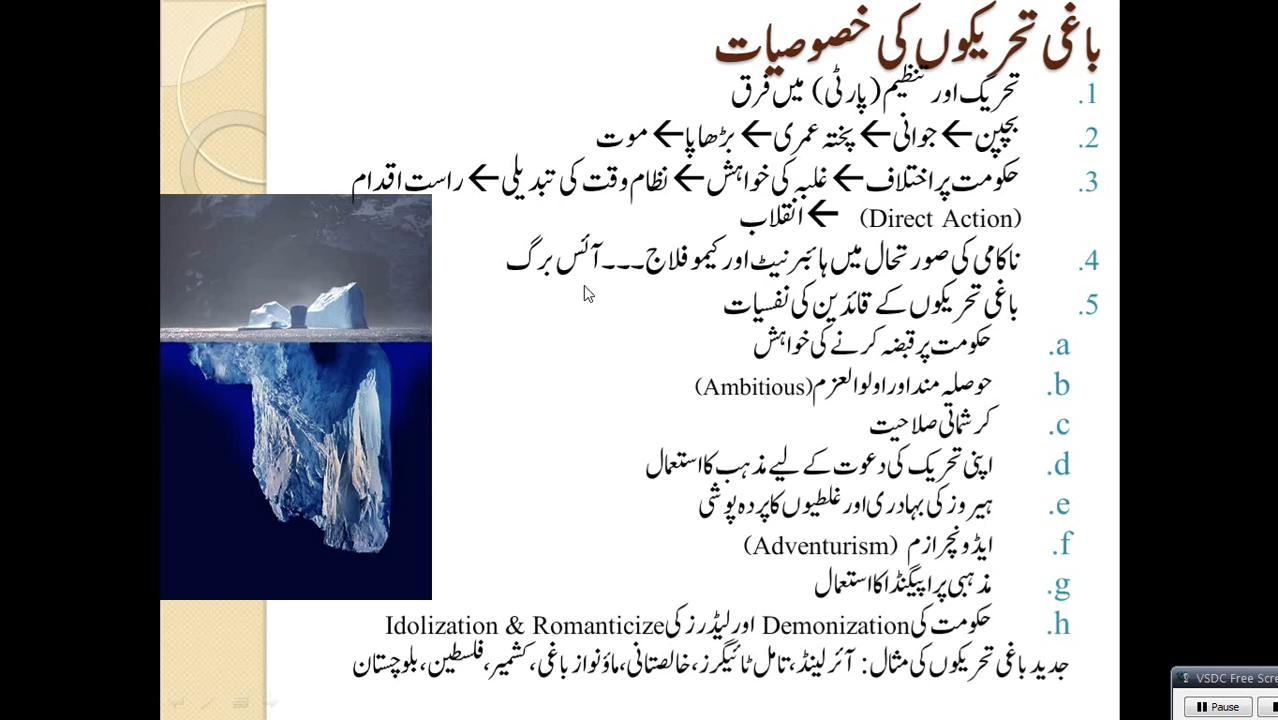 باغی تحریکوں کی خصوصیات
1. تحریک اور تنظیم (پارٹی) میں فرق
2. بچپن ← جوانی ← پختہ عمری ← بڑھاپا ← موت
3. حکومت پر اختلاف ← غلبہ کی خواہش ← نظام وقت کی تبدیلی ← راست اقدام
(Direct Action) ← انقلاب
4. ناکامی کی صورتحال میں ہائبرنیٹ اور کیموفلاج۔۔۔آئس برگ
5. باغی تحریکوں کے قائدین کی نفسیات
a. حکومت پر قبضہ کرنے کی خواہش
b. حوصلہ مند اور اولوالعزم (Ambitious)
c. کرشماتی صلاحیت
d. اپنی تحریک کی دعوت کے لیے مذہب کا استعمال
e. ہیروز کی بہادری اور غلطیوں کا پردہ پوشی
f. ایڈونچرازم (Adventurism)
g. مذہبی پراپیگنڈا کا استعمال
h. حکومت کی Demonization اور لیڈرز کی Idolization & Romanticize
جدید باغی تحریکوں کی مثال: آئرلینڈ، تامل ٹائیگرز، خالصتانی، ماؤنواز باغی، کشمیر، فلسطین، بلوچستان
VSDC Free Scre
Pause